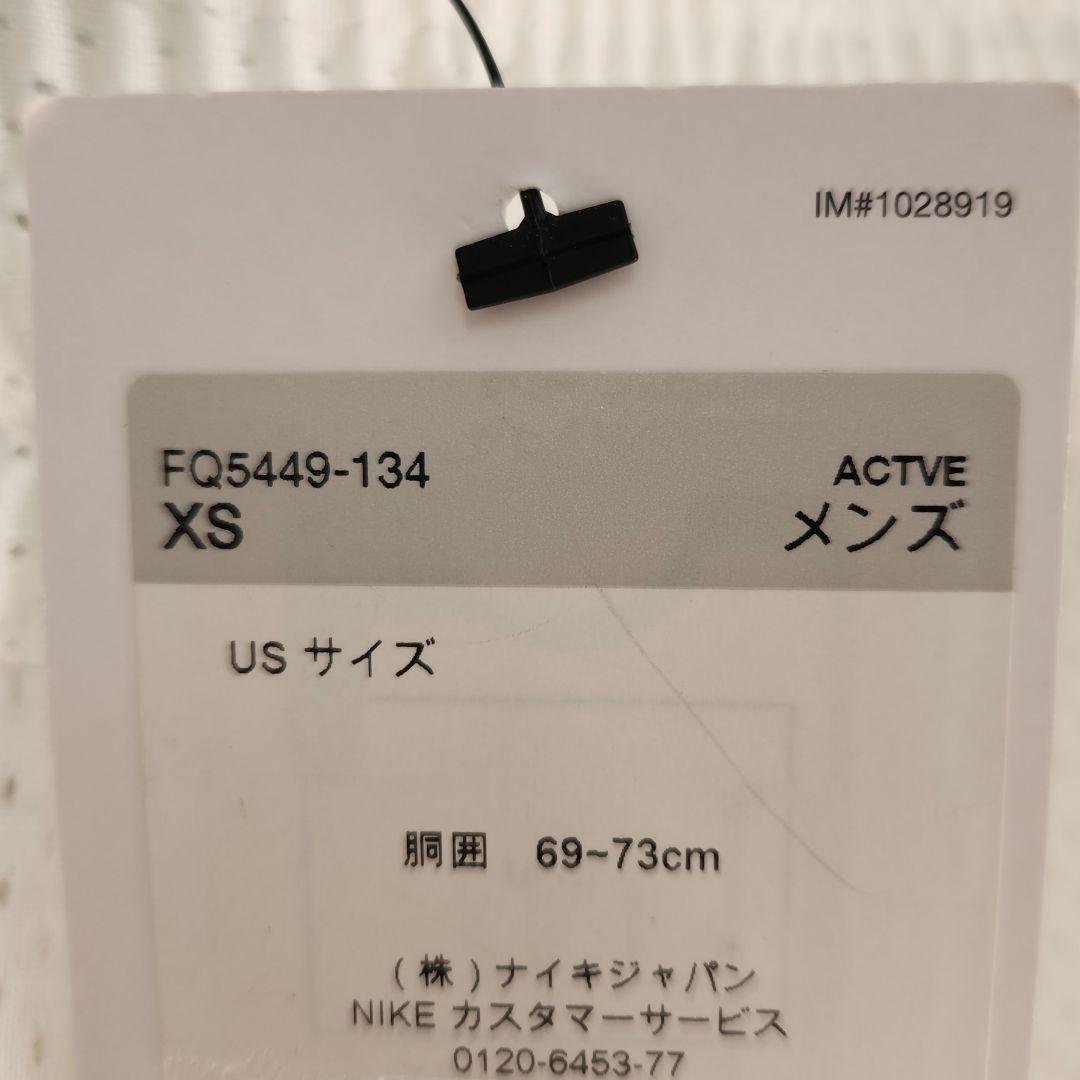 IM#1028919
FQ5449-134 ACTVE
XS メンズ
US サイズ
胴囲 69~73cm
(株)ナイキジャパン
NIKE カスタマーサービス
0120-6453-77